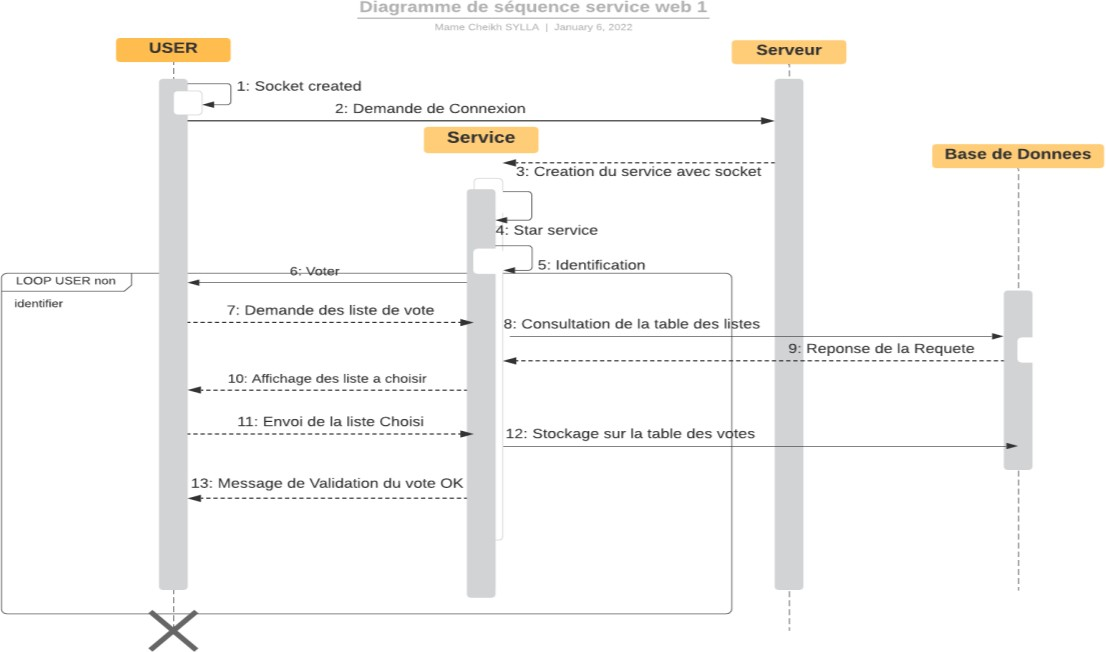 Diagramme de séquence service web 1
Mame Cheikh SYLLA | January 6, 2022
USER
Serveur
1: Socket created
2: Demande de Connexion
Service
Base de Donnees
3: Creation du service avec socket
4: Star service
5: Identification
6: Voter
LOOP USER non
identifier
7: Demande des liste de vote
8: Consultation de la table des listes
9: Reponse de la Requete
10: Affichage des liste a choisir
11: Envoi de la liste Choisi
12: Stockage sur la table des votes
13: Message de Validation du vote OK